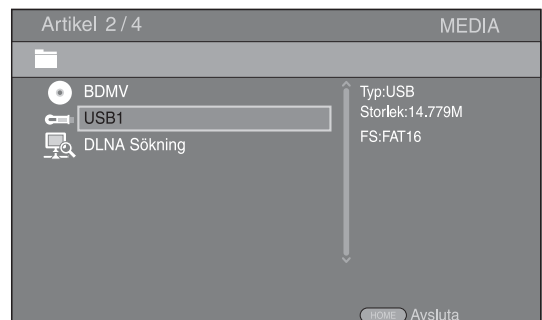 Artikel 2 / 4 MEDIA
BDMV
USB1
DLNA Sökning
Typ:USB
Storlek:14.779M
FS:FAT16
HOME Avsluta